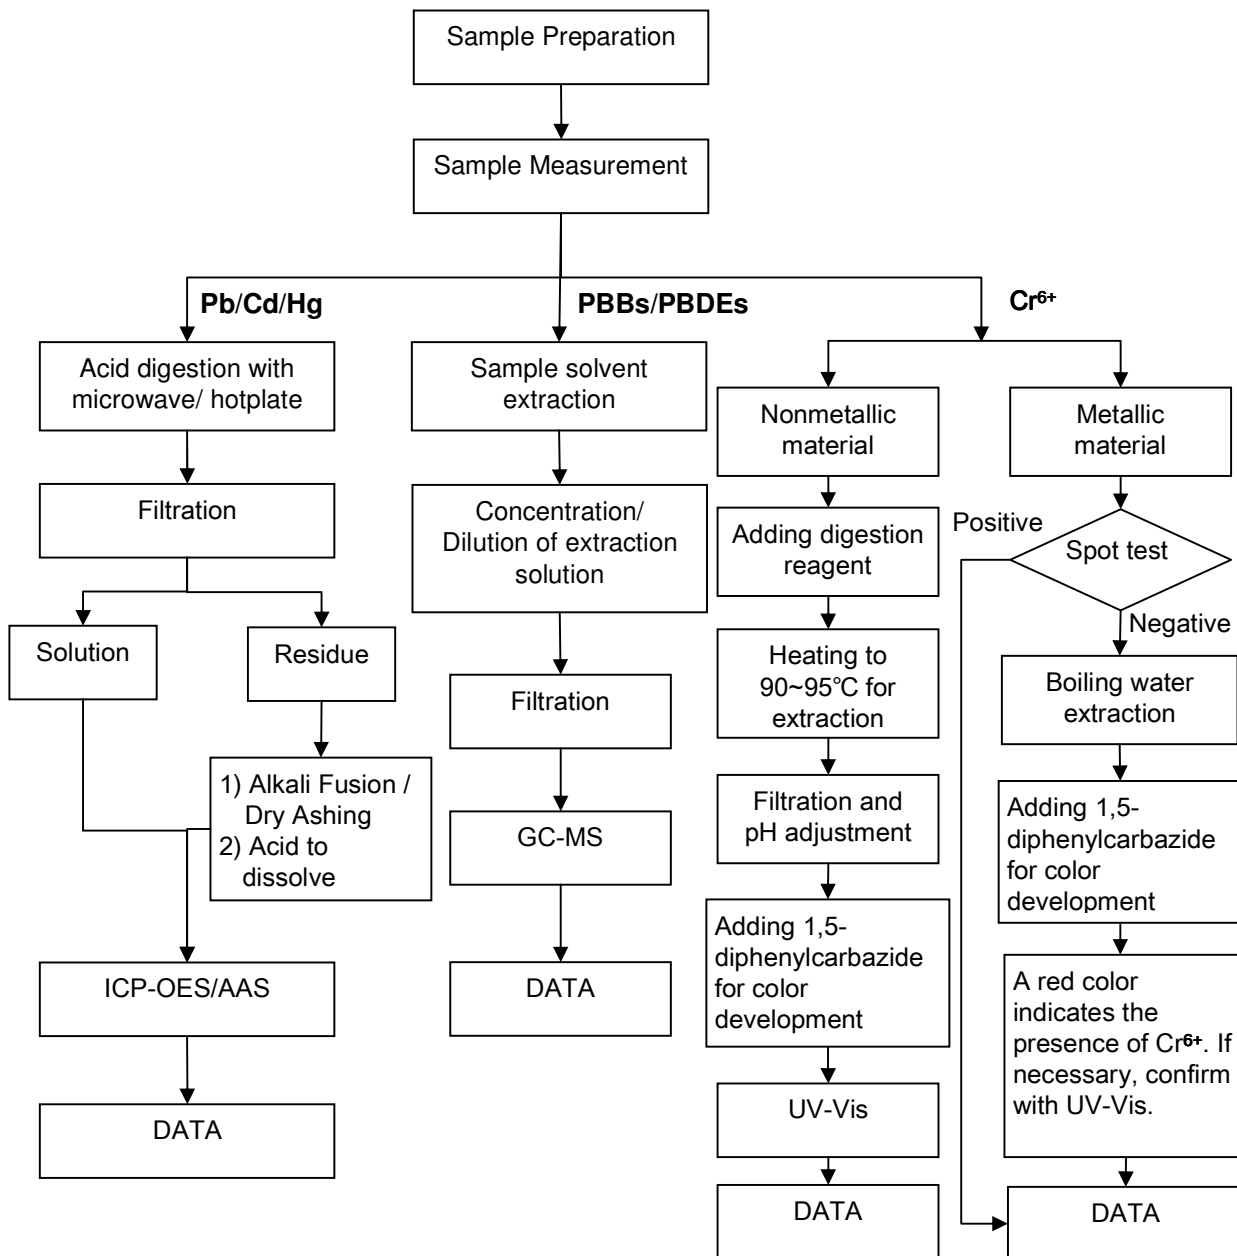 Sample Preparation
Sample Measurement
Pb/Cd/Hg
PBBs/PBDEs
Cr⁶⁺
Acid digestion with
microwave/ hotplate
Filtration
Solution
Residue
1) Alkali Fusion /
Dry Ashing
2) Acid to
dissolve
ICP-OES/AAS
DATA
Sample solvent
extraction
Concentration/
Dilution of extraction
solution
Filtration
GC-MS
DATA
Nonmetallic
material
Adding digestion
reagent
Heating to
90~95℃ for
extraction
Filtration and
pH adjustment
Adding 1,5-
diphenylcarbazide
for color
development
UV-Vis
DATA
Metallic
material
Positive
Spot test
Negative
Boiling water
extraction
Adding 1,5-
diphenylcarbazide
for color
development
A red color
indicates the
presence of Cr⁶⁺. If
necessary, confirm
with UV-Vis.
DATA